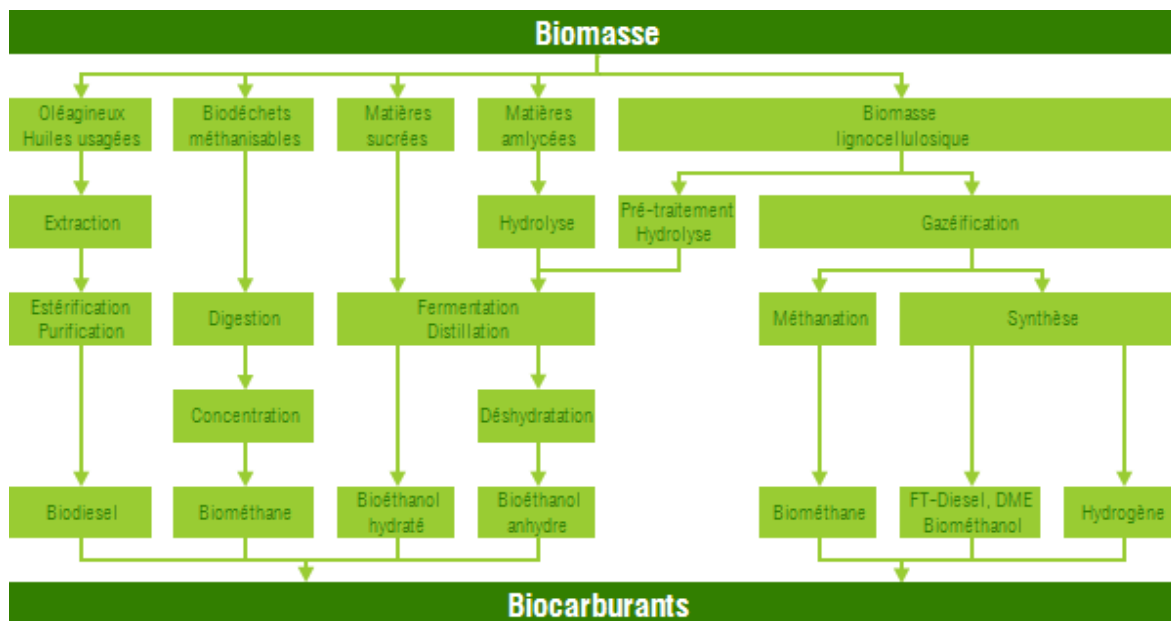 Biomasse
Oléagineux
Huiles usagées
Biodéchets
méthanisables
Matières
sucrées
Matières
amlycées
Biomasse
lignocellulosique
Extraction
Hydrolyse
Pré-traitement
Hydrolyse
Gazéification
Estérification
Purification
Digestion
Fermentation
Distillation
Méthanation
Synthèse
Concentration
Déshydratation
Biodiesel
Biométhane
Bioéthanol
hydraté
Bioéthanol
anhydre
Biométhane
FT-Diesel, DME
Biométhanol
Hydrogène
Biocarburants